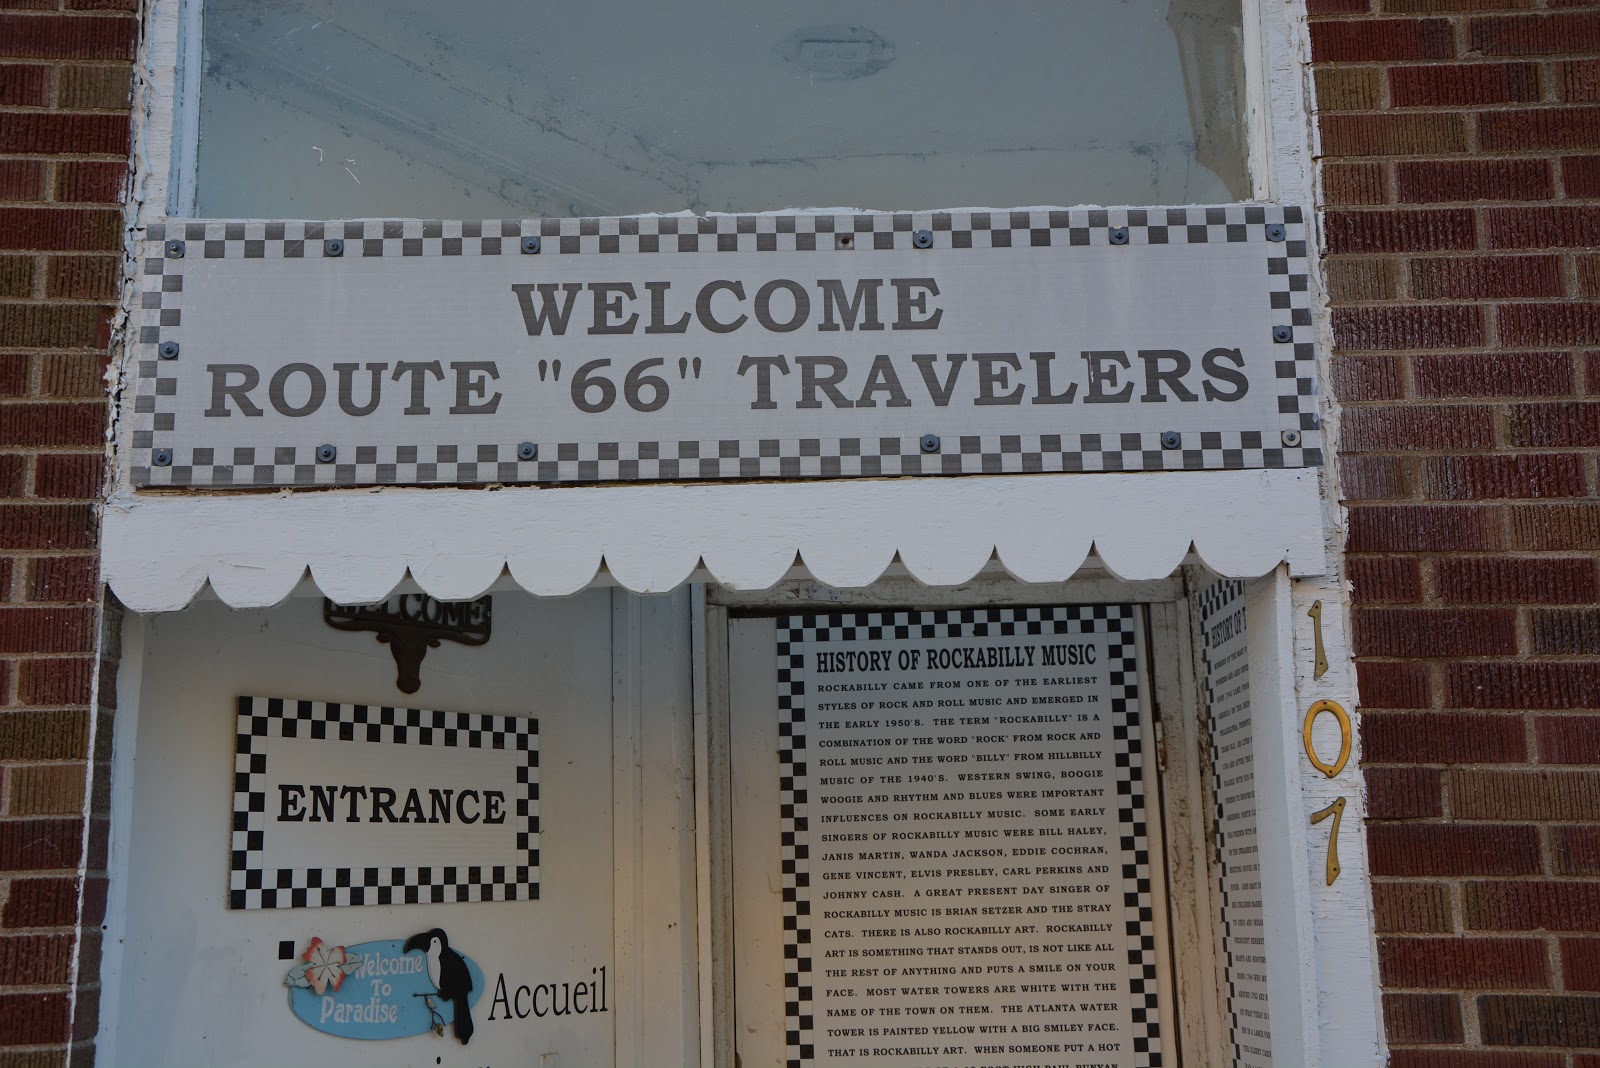 WELCOME
ROUTE "66" TRAVELERS
WELCOME
ENTRANCE
Welcome
To
Paradise
Accueil
HISTORY OF ROCKABILLY MUSIC
ROCKABILLY CAME FROM ONE OF THE EARLIEST
STYLES OF ROCK AND ROLL MUSIC AND EMERGED IN
THE EARLY 1950'S. THE TERM "ROCKABILLY" IS A
COMBINATION OF THE WORD "ROCK" FROM ROCK AND
ROLL MUSIC AND THE WORD "BILLY" FROM HILLBILLY
MUSIC OF THE 1940'S. WESTERN SWING, BOOGIE
WOOGIE AND RHYTHM AND BLUES WERE IMPORTANT
INFLUENCES ON ROCKABILLY MUSIC. SOME EARLY
SINGERS OF ROCKABILLY MUSIC WERE BILL HALEY,
JANIS MARTIN, WANDA JACKSON, EDDIE COCHRAN,
GENE VINCENT, ELVIS PRESLEY, CARL PERKINS AND
JOHNNY CASH. A GREAT PRESENT DAY SINGER OF
ROCKABILLY MUSIC IS BRIAN SETZER AND THE STRAY
CATS. THERE IS ALSO ROCKABILLY ART. ROCKABILLY
ART IS SOMETHING THAT STANDS OUT, IS NOT LIKE ALL
THE REST OF ANYTHING AND PUTS A SMILE ON YOUR
FACE. MOST WATER TOWERS ARE WHITE WITH THE
NAME OF THE TOWN ON THEM. THE ATLANTA WATER
TOWER IS PAINTED YELLOW WITH A BIG SMILEY FACE.
THAT IS ROCKABILLY ART. WHEN SOMEONE PUT A HOT
HISTORY OF
107